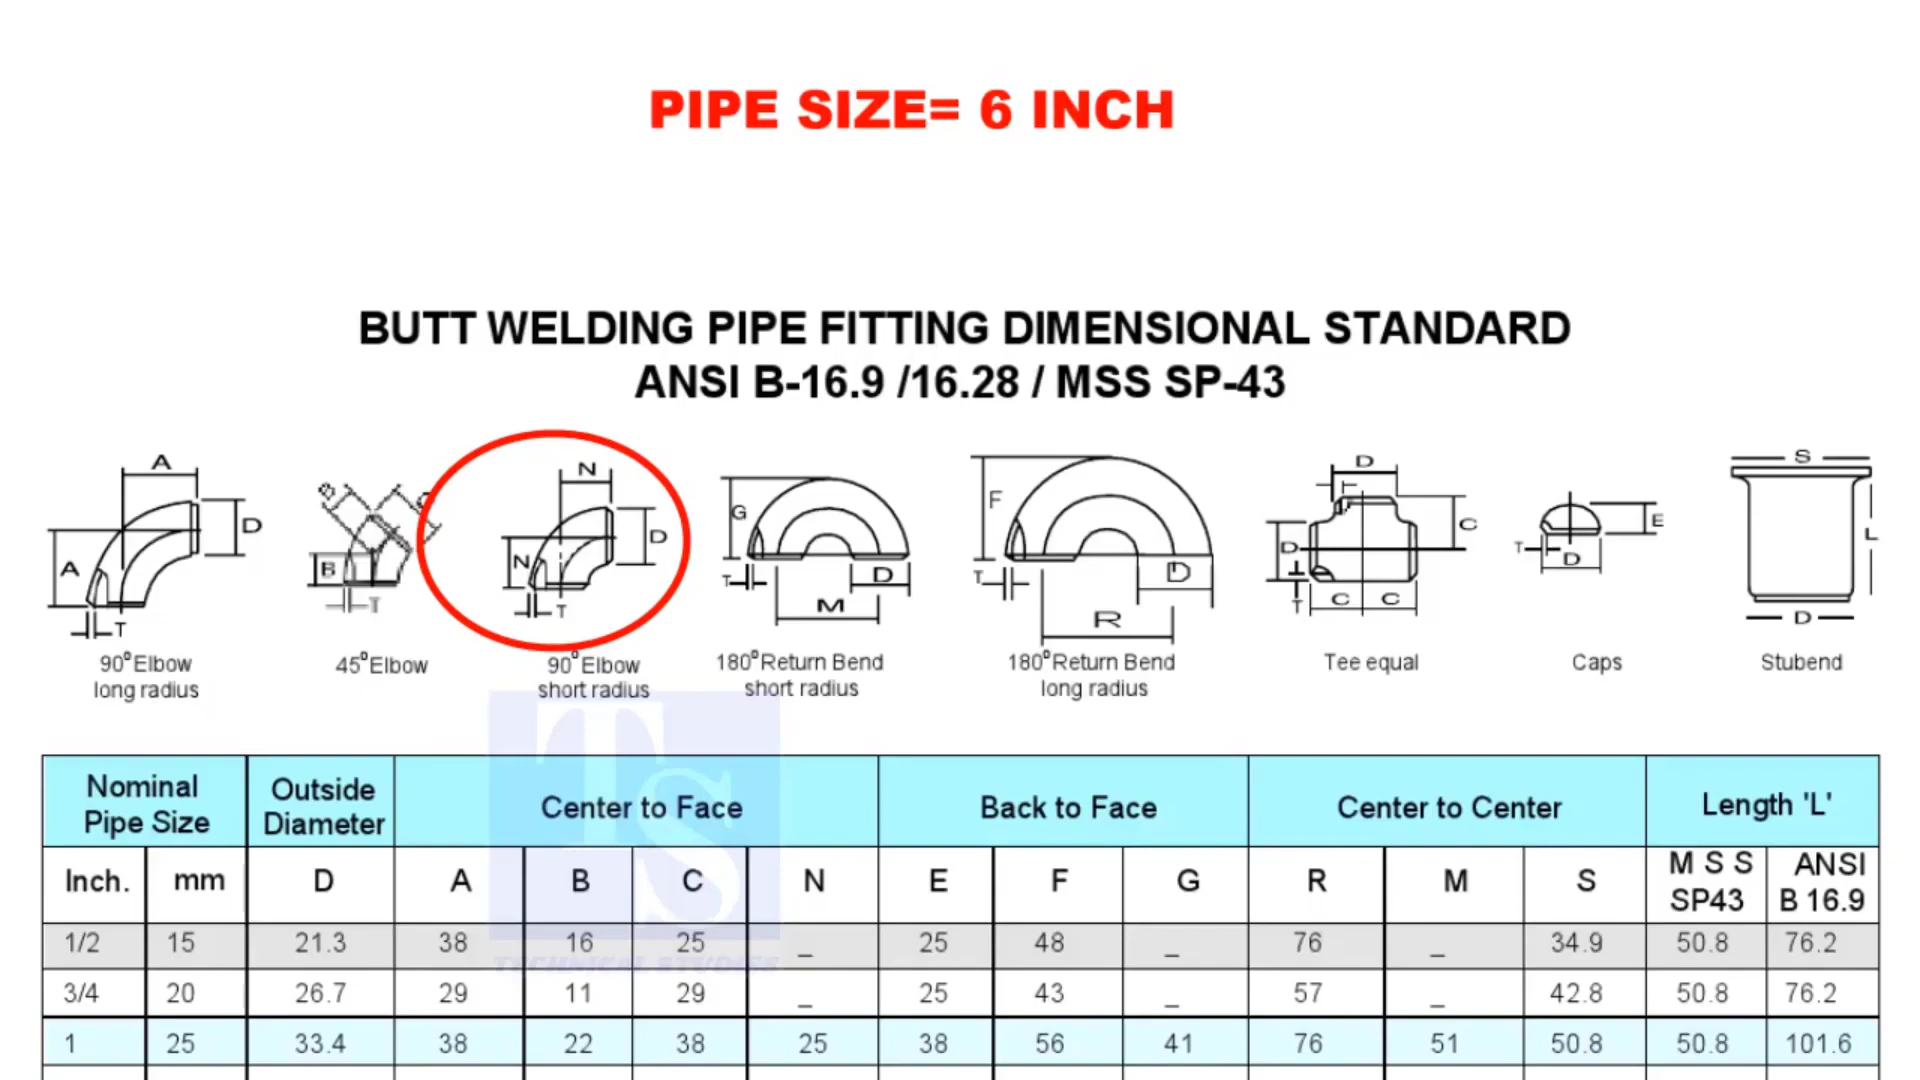 PIPE SIZE= 6 INCH
BUTT WELDING PIPE FITTING DIMENSIONAL STANDARD
ANSI B-16.9 /16.28 / MSS SP-43
A
A
D
T
90° Elbow
long radius
B
T
45° Elbow
N
N
D
T
90° Elbow
short radius
G
T
D
M
180° Return Bend
short radius
F
T
D
R
180° Return Bend
long radius
D
D
C
T
C C
Tee equal
T
D
E
Caps
S
L
D
Stubend
Nominal Pipe Size Outside Diameter Center to Face Back to Face Center to Center Length 'L'
Inch. mm D A B C N E F G R M S M S S SP43 ANSI B 16.9
1/2 15 21.3 38 16 25 _ 25 48 _ 76 _ 34.9 50.8 76.2
3/4 20 26.7 29 11 29 _ 25 43 _ 57 _ 42.8 50.8 76.2
1 25 33.4 38 22 38 25 38 56 41 76 51 50.8 50.8 101.6
TS
TECHNICAL STUDIES